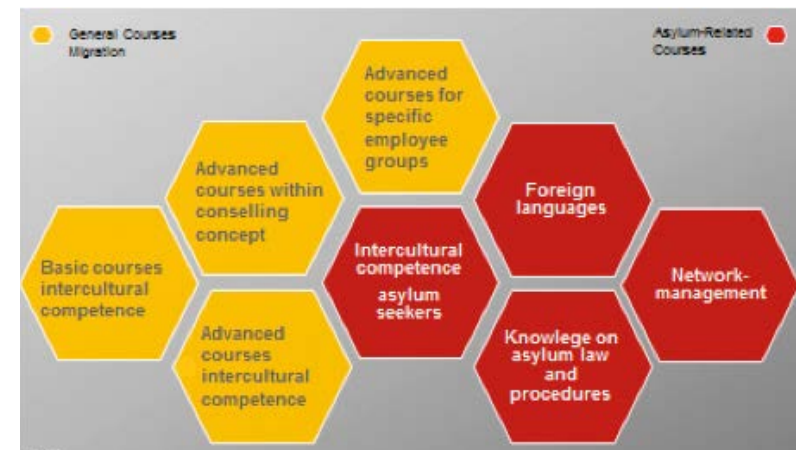 General Courses
Migration
Asylum-Related
Courses
Advanced
courses for
specific
employee
groups
Advanced
courses within
conselling
concept
Foreign
languages
Basic courses
intercultural
competence
Intercultural
competence
asylum
seekers
Network-
management
Advanced
courses
intercultural
competence
Knowlege on
asylum law
and
procedures